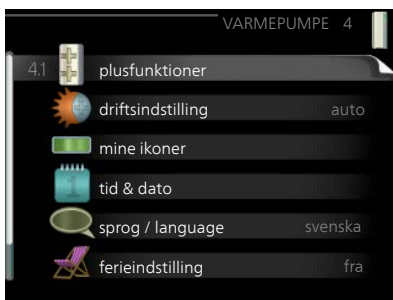 VARMEPUMPE 4
4.1 plusfunktioner
driftsindstilling auto
mine ikoner
tid & dato
sprog / language svenska
ferieindstilling fra